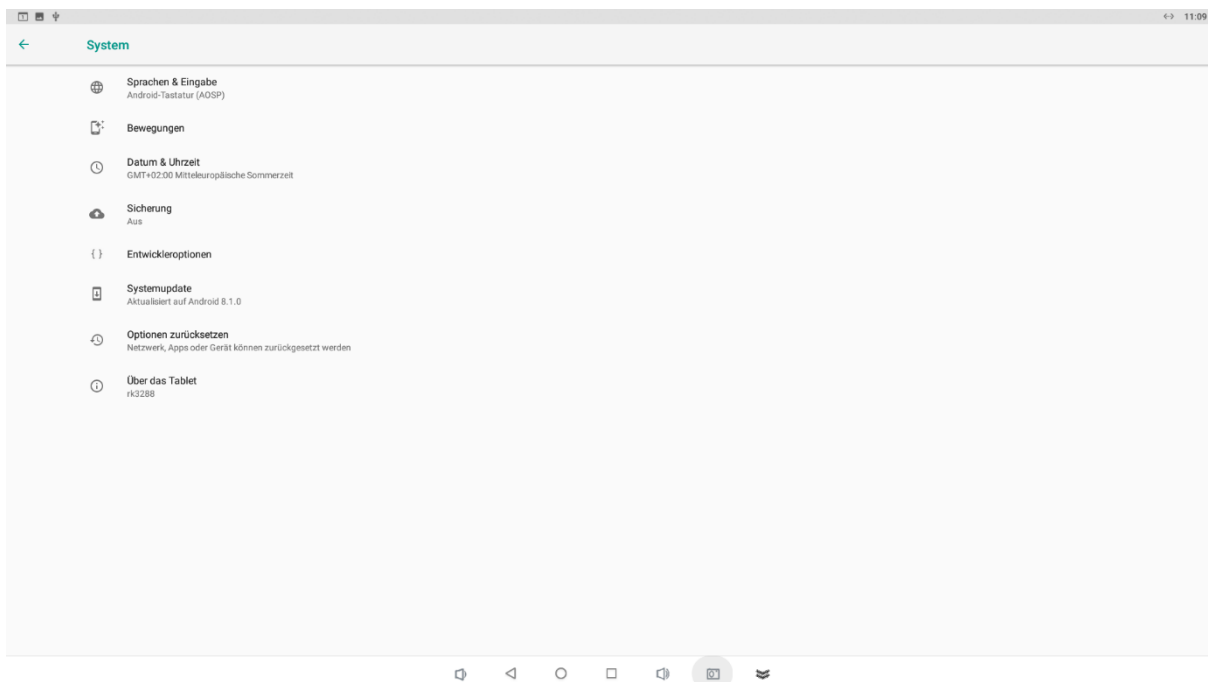 11:09
System
Sprachen & Eingabe
Android-Tastatur (AOSP)
Bewegungen
Datum & Uhrzeit
GMT+02:00 Mitteleuropäische Sommerzeit
Sicherung
Aus
{ } Entwickleroptionen
Systemupdate
Aktualisiert auf Android 8.1.0
Optionen zurücksetzen
Netzwerk, Apps oder Gerät können zurückgesetzt werden
Über das Tablet
rk3288